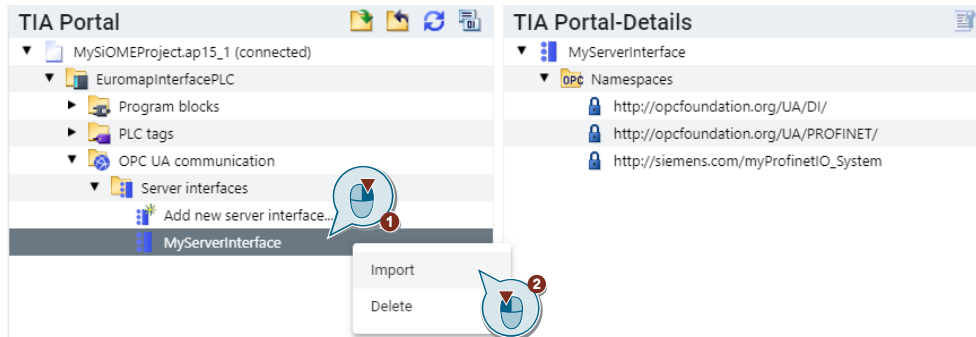 TIA Portal
MySiOMEProject.ap15_1 (connected)
EuromapInterfacePLC
Program blocks
PLC tags
OPC UA communication
Server interfaces
Add new server interface...
MyServerInterface
1
Import
2
Delete
TIA Portal-Details
MyServerInterface
OPC Namespaces
http://opcfoundation.org/UA/DI/
http://opcfoundation.org/UA/PROFINET/
http://siemens.com/myProfinetIO_System